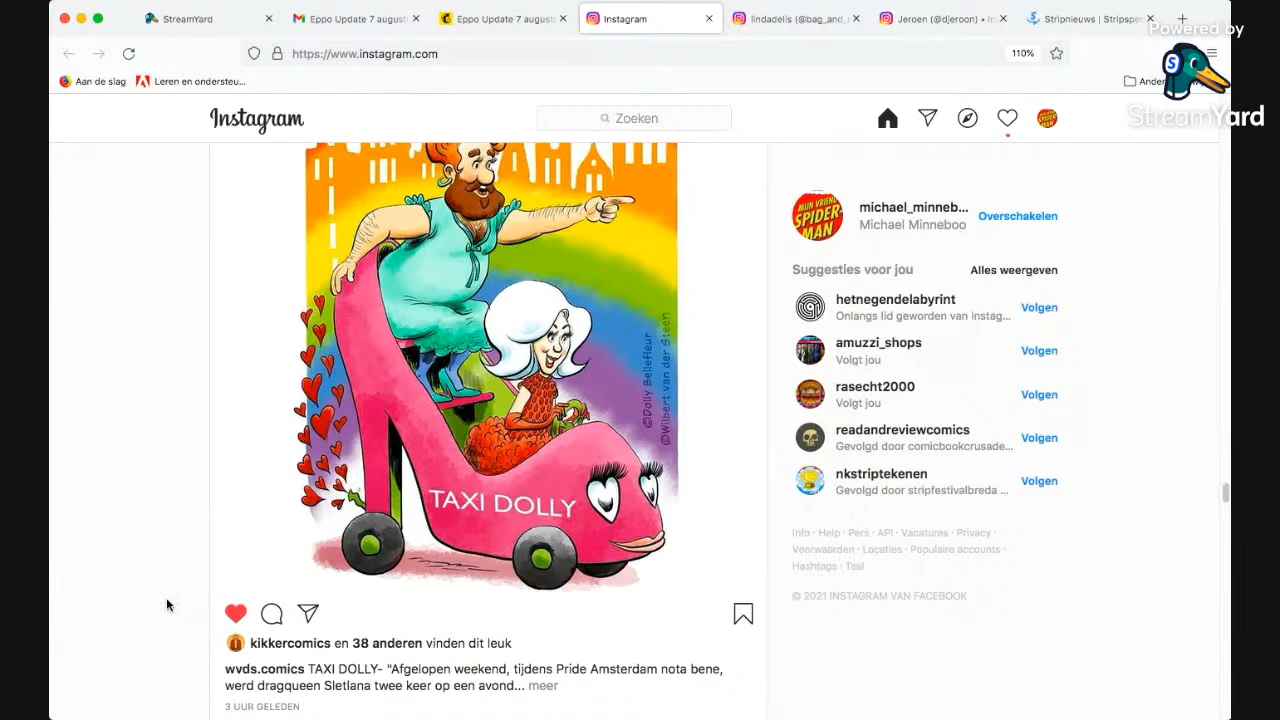 StreamYard
Eppo Update 7 august
Eppo Update 7 august
Instagram
lindadelis (@bag_and_
Jeroen (@djeroon) • In
Stripnieuws | Stripspe
Powered by
https://www.instagram.com
110%
StreamYard
Aan de slag
Leren en ondersteu...
Ander
Instagram
Zoeken
michael_minneb...
Overschakelen
Michael Minneboo
MIJN VRIEND
SPIDER-
MAN
Suggesties voor jou
Alles weergeven
hetnegendelabyrint
Onlangs lid geworden van Instag...
Volgen
amuzzi_shops
Volgt jou
Volgen
rasecht2000
Volgt jou
Volgen
readandreviewcomics
Gevolgd door comicbookcrusade...
Volgen
nkstriptekenen
Gevolgd door stripfestivalbreda ...
Volgen
Info · Help · Pers · API · Vacatures · Privacy ·
Voorwaarden · Locaties · Populaire accounts ·
Hashtags · Taal
© 2021 INSTAGRAM VAN FACEBOOK
©Dolly Bellefleur
©Wilbert van der Steen
TAXI DOLLY
kikkercomics en 38 anderen vinden dit leuk
wvds.comics TAXI DOLLY- "Afgelopen weekend, tijdens Pride Amsterdam nota bene,
werd dragqueen Sletlana twee keer op een avond... meer
3 UUR GELEDEN